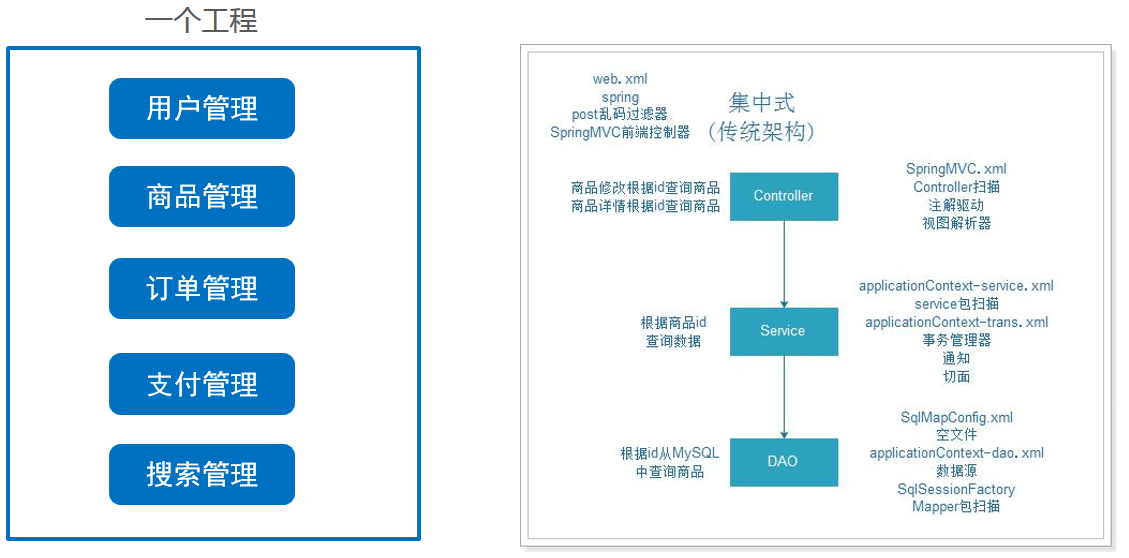 一个工程
用户管理
商品管理
订单管理
支付管理
搜索管理
web.xml
spring
post乱码过滤器
SpringMVC前端控制器
集中式
（传统架构）
商品修改根据id查询商品
商品详情根据id查询商品
Controller
SpringMVC.xml
Controller扫描
注解驱动
视图解析器
根据商品id
查询数据
Service
applicationContext-service.xml
service包扫描
applicationContext-trans.xml
事务管理器
通知
切面
根据id从MySQL
中查询商品
DAO
SqlMapConfig.xml
空文件
applicationContext-dao.xml
数据源
SqlSessionFactory
Mapper包扫描